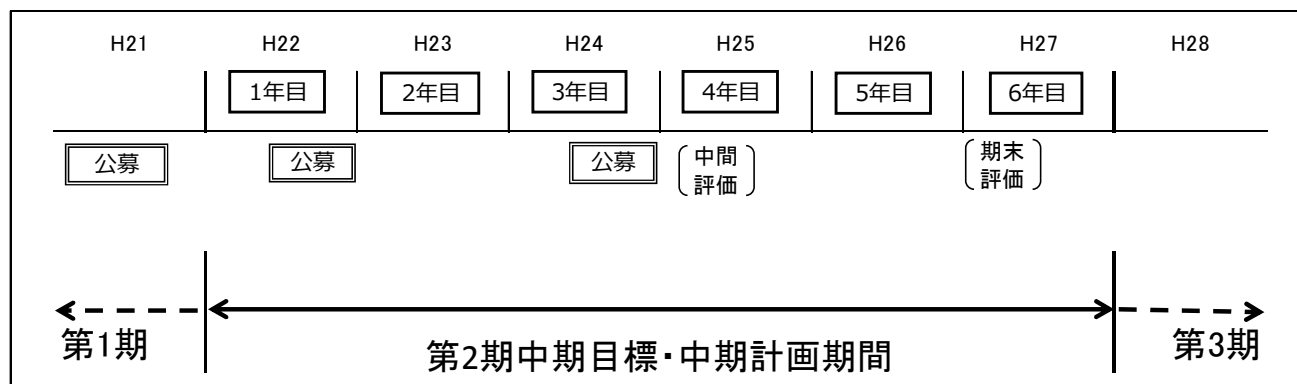 H21 H22 H23 H24 H25 H26 H27 H28
1年目 2年目 3年目 4年目 5年目 6年目
公募 公募 公募 中間 期末
評価 評価
第1期 第2期中期目標・中期計画期間 第3期